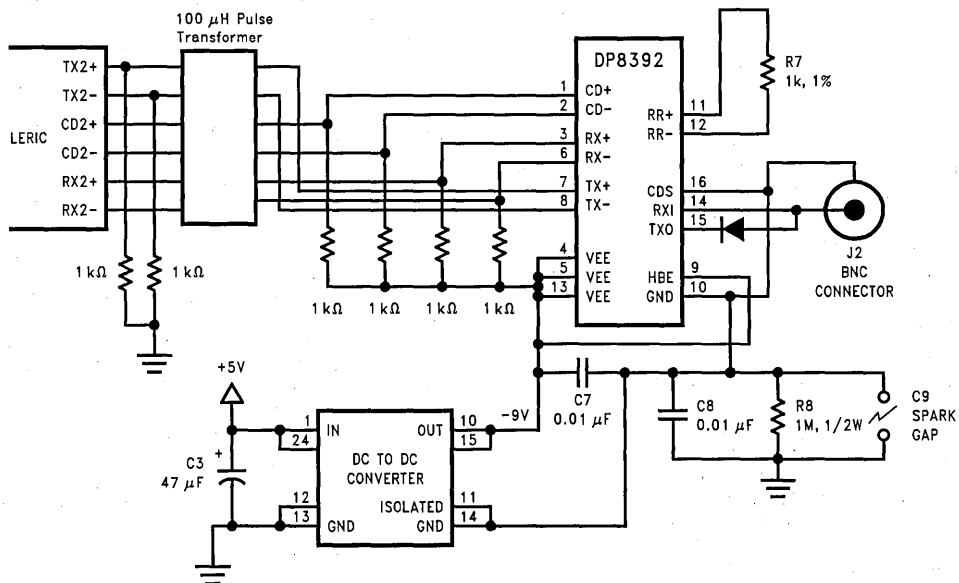 100 μH Pulse
Transformer
LERIC
TX2+
TX2-
CD2+
CD2-
RX2+
RX2-
1 kΩ
1 kΩ
DP8392
1 CD+
2 CD-
3 RX+
6 RX-
7 TX+
8 TX-
4 VEE
5 VEE
13 VEE
RR+ 11
RR- 12
CDS 16
RXI 14
TXO 15
HBE 9
GND 10
R7
1k, 1%
J2
BNC
CONNECTOR
1 kΩ
1 kΩ
1 kΩ
1 kΩ
+5V
+
C3
47 μF
1 IN
24
12
13 GND
DC TO DC
CONVERTER
OUT 10
15
ISOLATED 11
GND 14
-9V
C7
0.01 μF
C8
0.01 μF
R8
1M, 1/2W
C9
SPARK
GAP